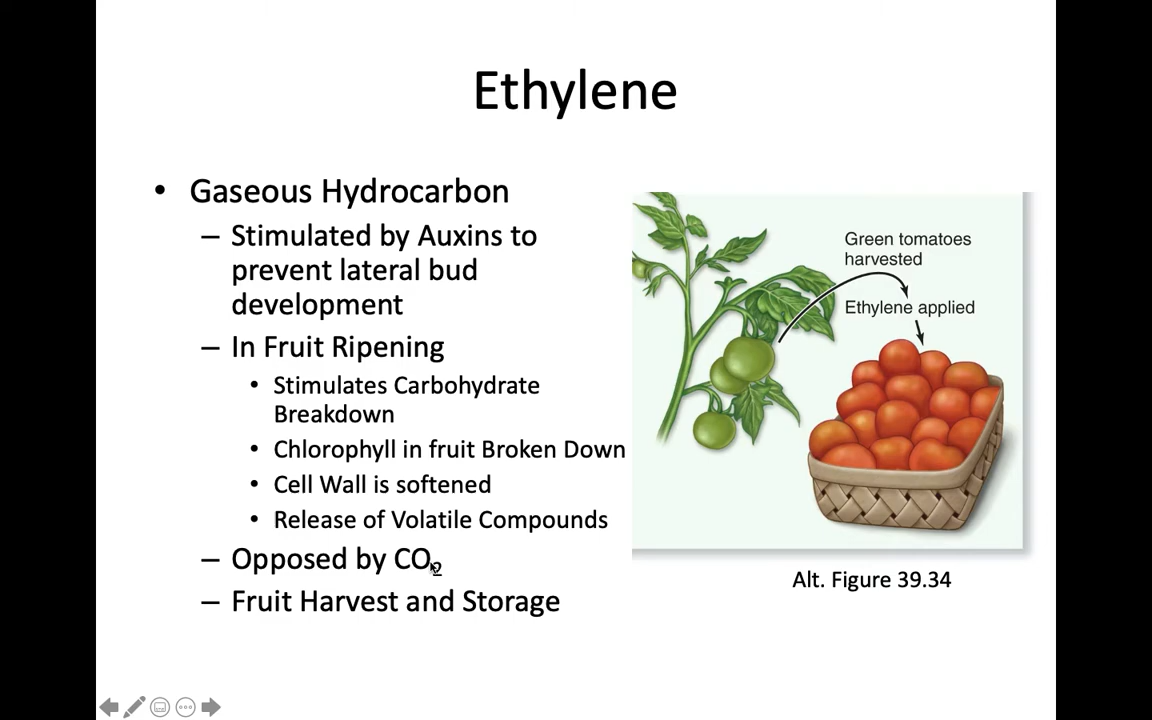 Ethylene
• Gaseous Hydrocarbon
– Stimulated by Auxins to
prevent lateral bud
development
– In Fruit Ripening
• Stimulates Carbohydrate
Breakdown
• Chlorophyll in fruit Broken Down
• Cell Wall is softened
• Release of Volatile Compounds
– Opposed by CO₂
– Fruit Harvest and Storage
Green tomatoes
harvested
Ethylene applied
Alt. Figure 39.34